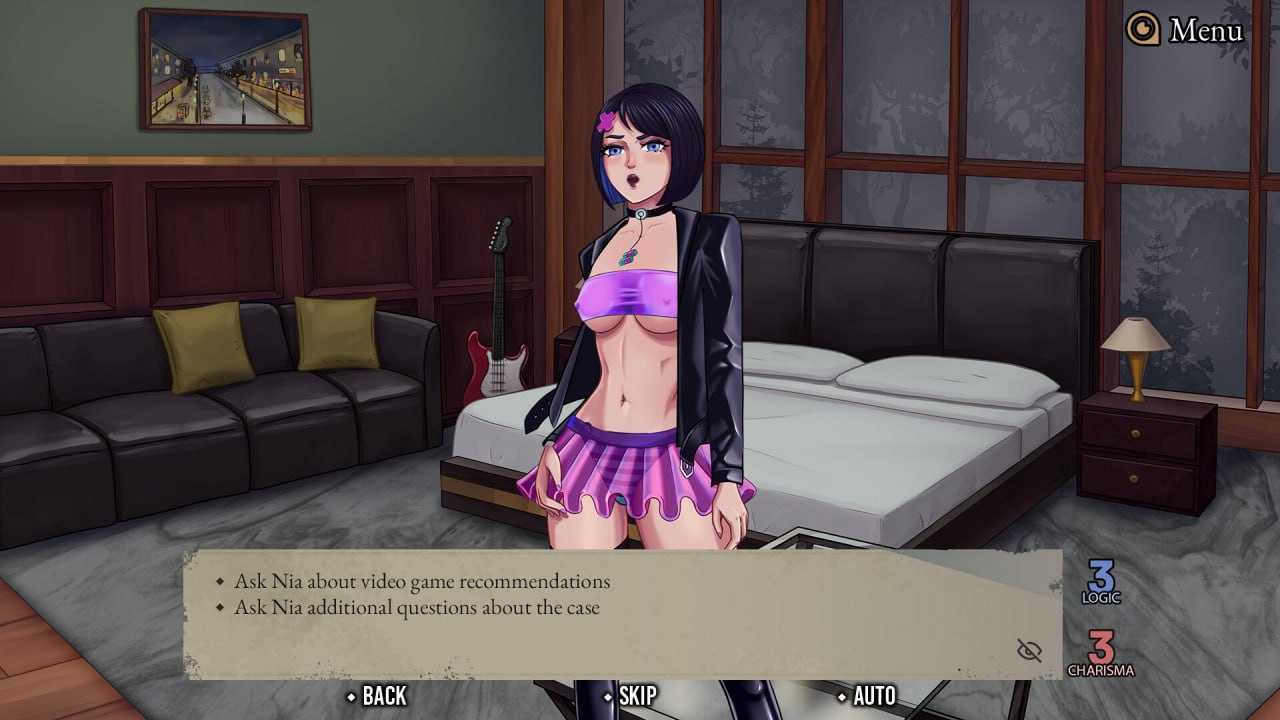 Menu
Ask Nia about video game recommendations
Ask Nia additional questions about the case
3
LOGIC
3
CHARISMA
BACK
SKIP
AUTO